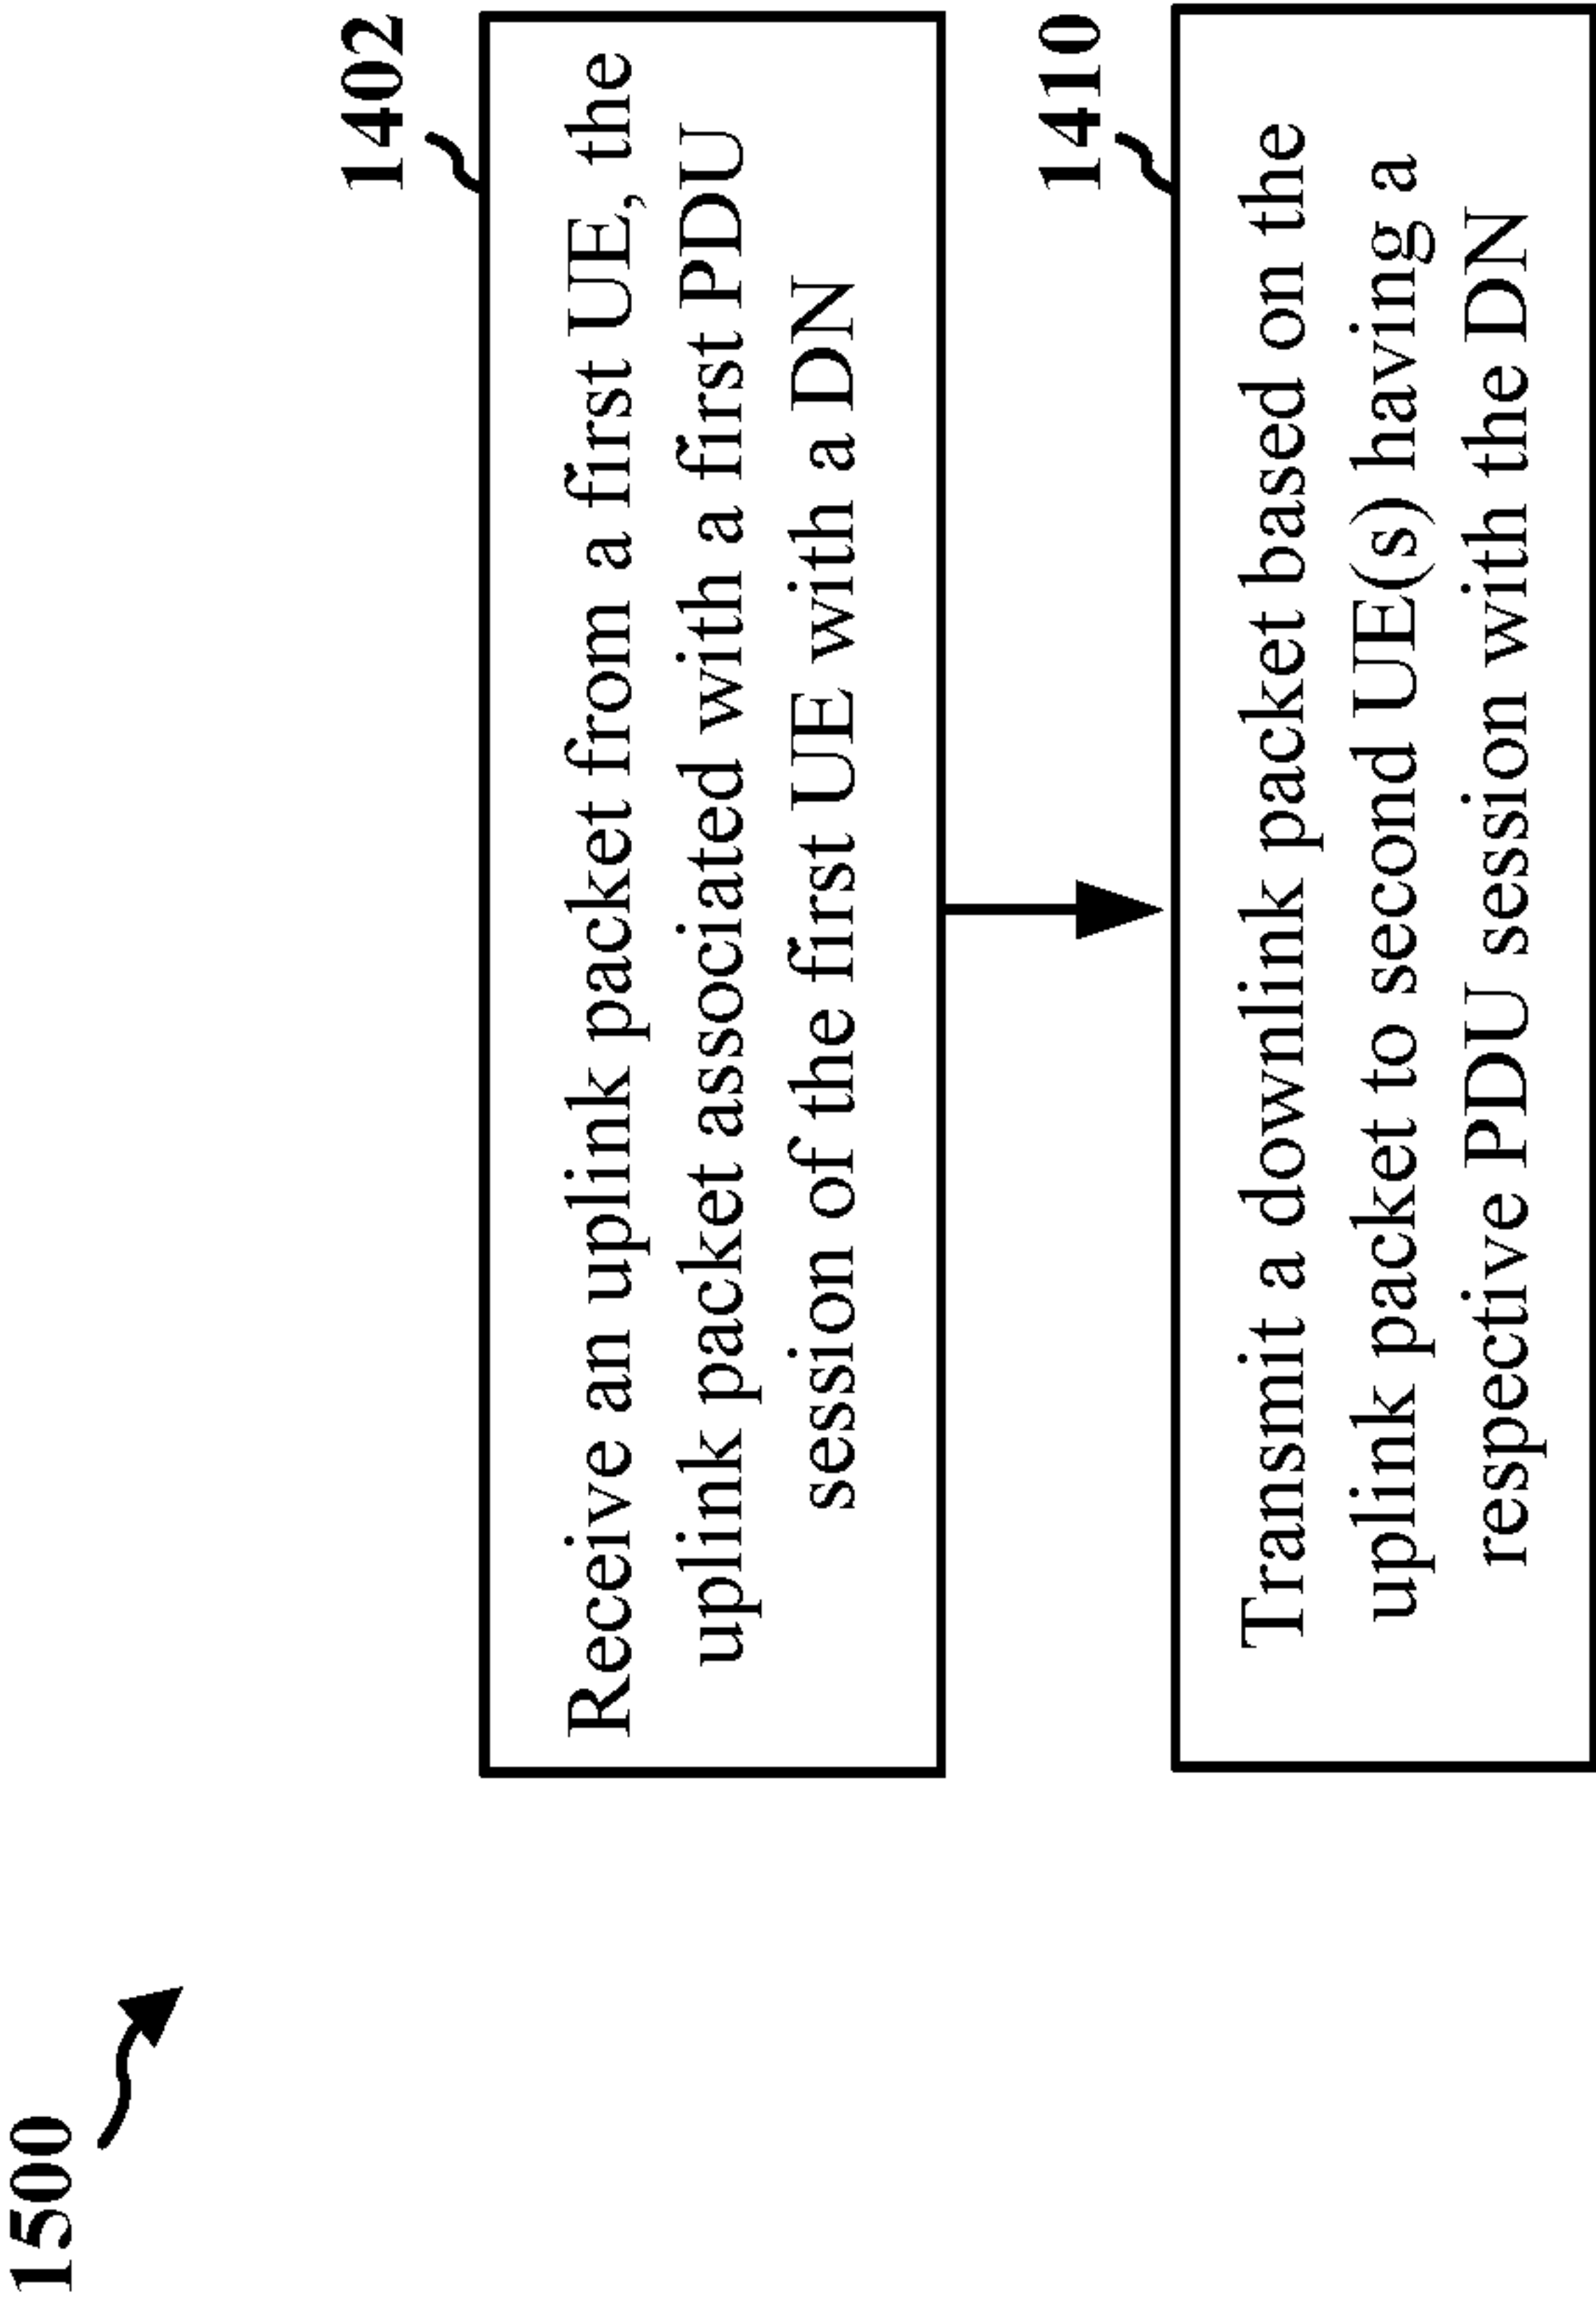 1500
1402
Receive an uplink packet from a first UE, the
uplink packet associated with a first PDU
session of the first UE with a DN
1410
Transmit a downlink packet based on the
uplink packet to second UE(s) having a
respective PDU session with the DN